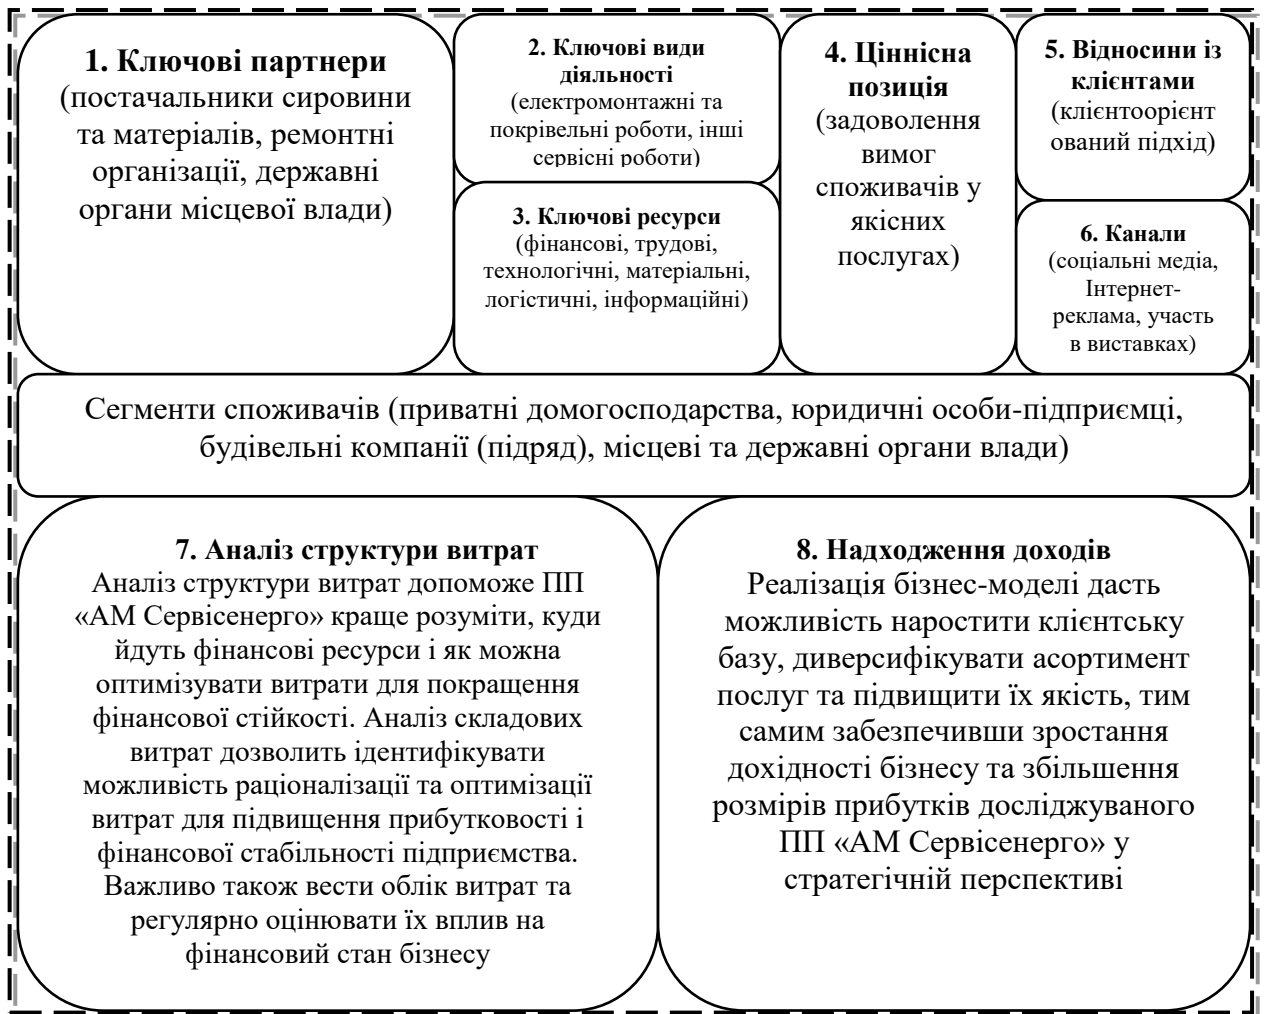 1. Ключові партнери
(постачальники сировини
та матеріалів, ремонтні
організації, державні
органи місцевої влади)
2. Ключові види
діяльності
(електромонтажні та
покрівельні роботи, інші
сервісні роботи)
3. Ключові ресурси
(фінансові, трудові,
технологічні, матеріальні,
логістичні, інформаційні)
4. Ціннісна
позиція
(задоволення
вимог
споживачів у
якісних
послугах)
5. Відносини із
клієнтами
(клієнтоорієнт
ований підхід)
6. Канали
(соціальні медіа,
Інтернет-
реклама, участь
в виставках)
Сегменти споживачів (приватні домогосподарства, юридичні особи-підприємці,
будівельні компанії (підряд), місцеві та державні органи влади)
7. Аналіз структури витрат
Аналіз структури витрат допоможе ПП
«АМ Сервісенерго» краще розуміти, куди
йдуть фінансові ресурси і як можна
оптимізувати витрати для покращення
фінансової стійкості. Аналіз складових
витрат дозволить ідентифікувати
можливість раціоналізації та оптимізації
витрат для підвищення прибутковості і
фінансової стабільності підприємства.
Важливо також вести облік витрат та
регулярно оцінювати їх вплив на
фінансовий стан бізнесу
8. Надходження доходів
Реалізація бізнес-моделі дасть
можливість наростити клієнтську
базу, диверсифікувати асортимент
послуг та підвищити їх якість, тим
самим забезпечивши зростання
дохідності бізнесу та збільшення
розмірів прибутків досліджуваного
ПП «АМ Сервісенерго» у
стратегічній перспективі